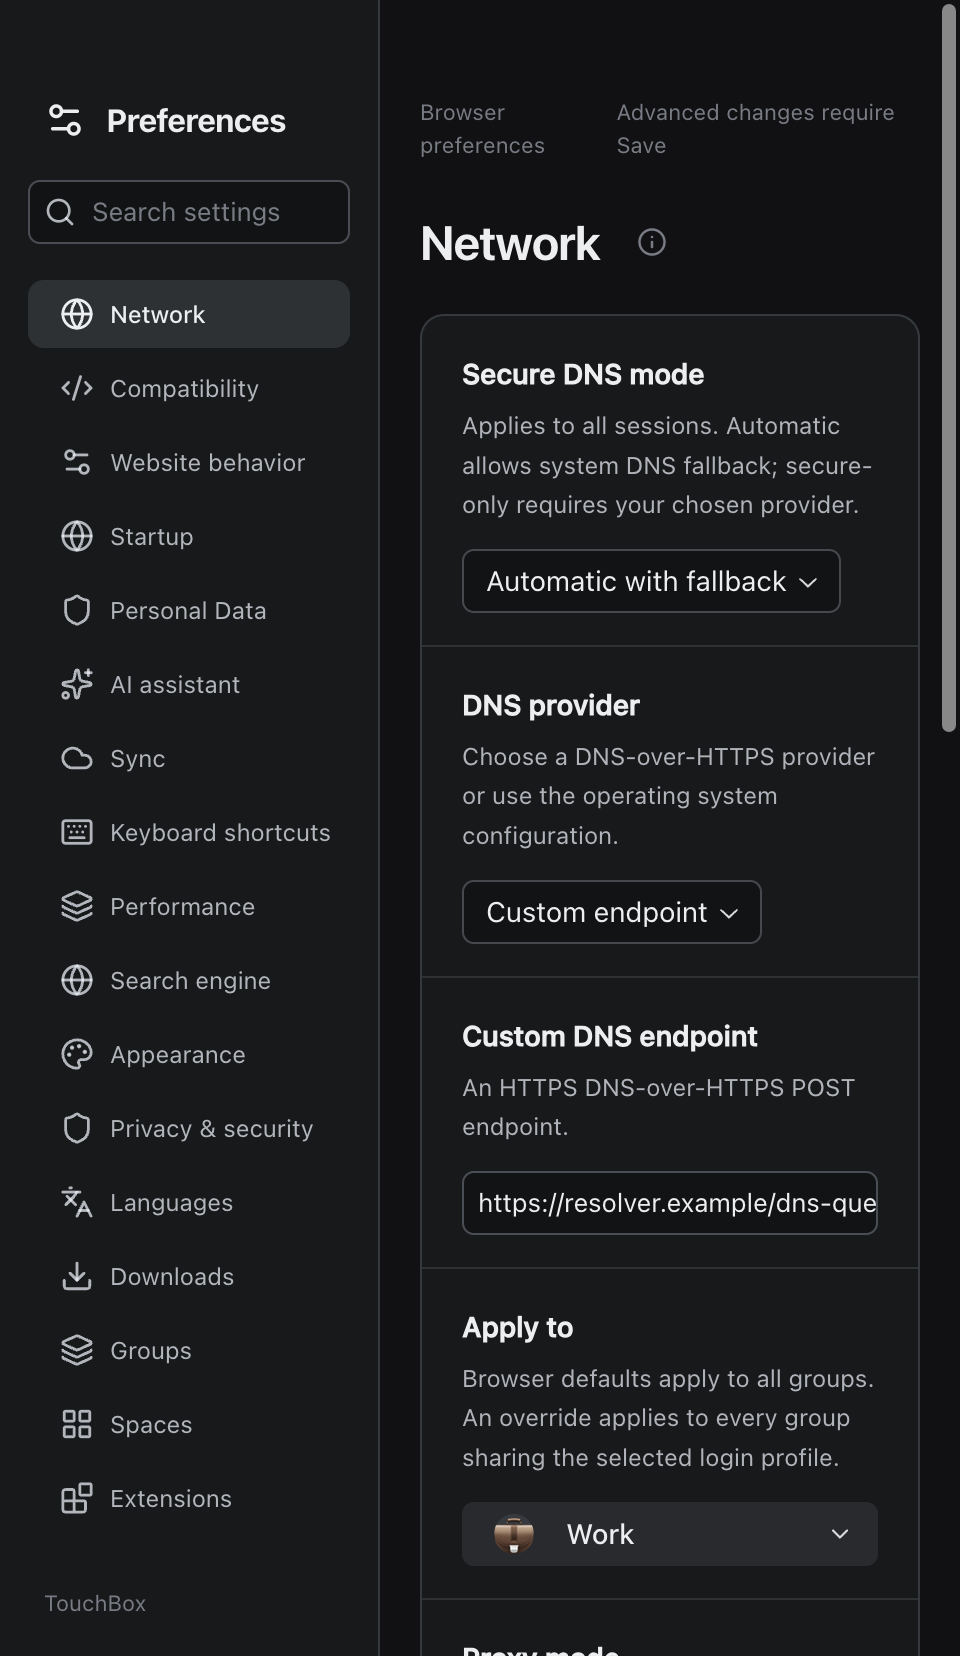 Preferences
Search settings
Network
Compatibility
Website behavior
Startup
Personal Data
AI assistant
Sync
Keyboard shortcuts
Performance
Search engine
Appearance
Privacy & security
Languages
Downloads
Groups
Spaces
Extensions
TouchBox
Browser
preferences
Advanced changes require
Save
Network
Secure DNS mode
Applies to all sessions. Automatic
allows system DNS fallback; secure-
only requires your chosen provider.
Automatic with fallback
DNS provider
Choose a DNS-over-HTTPS provider
or use the operating system
configuration.
Custom endpoint
Custom DNS endpoint
An HTTPS DNS-over-HTTPS POST
endpoint.
https://resolver.example/dns-que
Apply to
Browser defaults apply to all groups.
An override applies to every group
sharing the selected login profile.
Work
Proxy mode